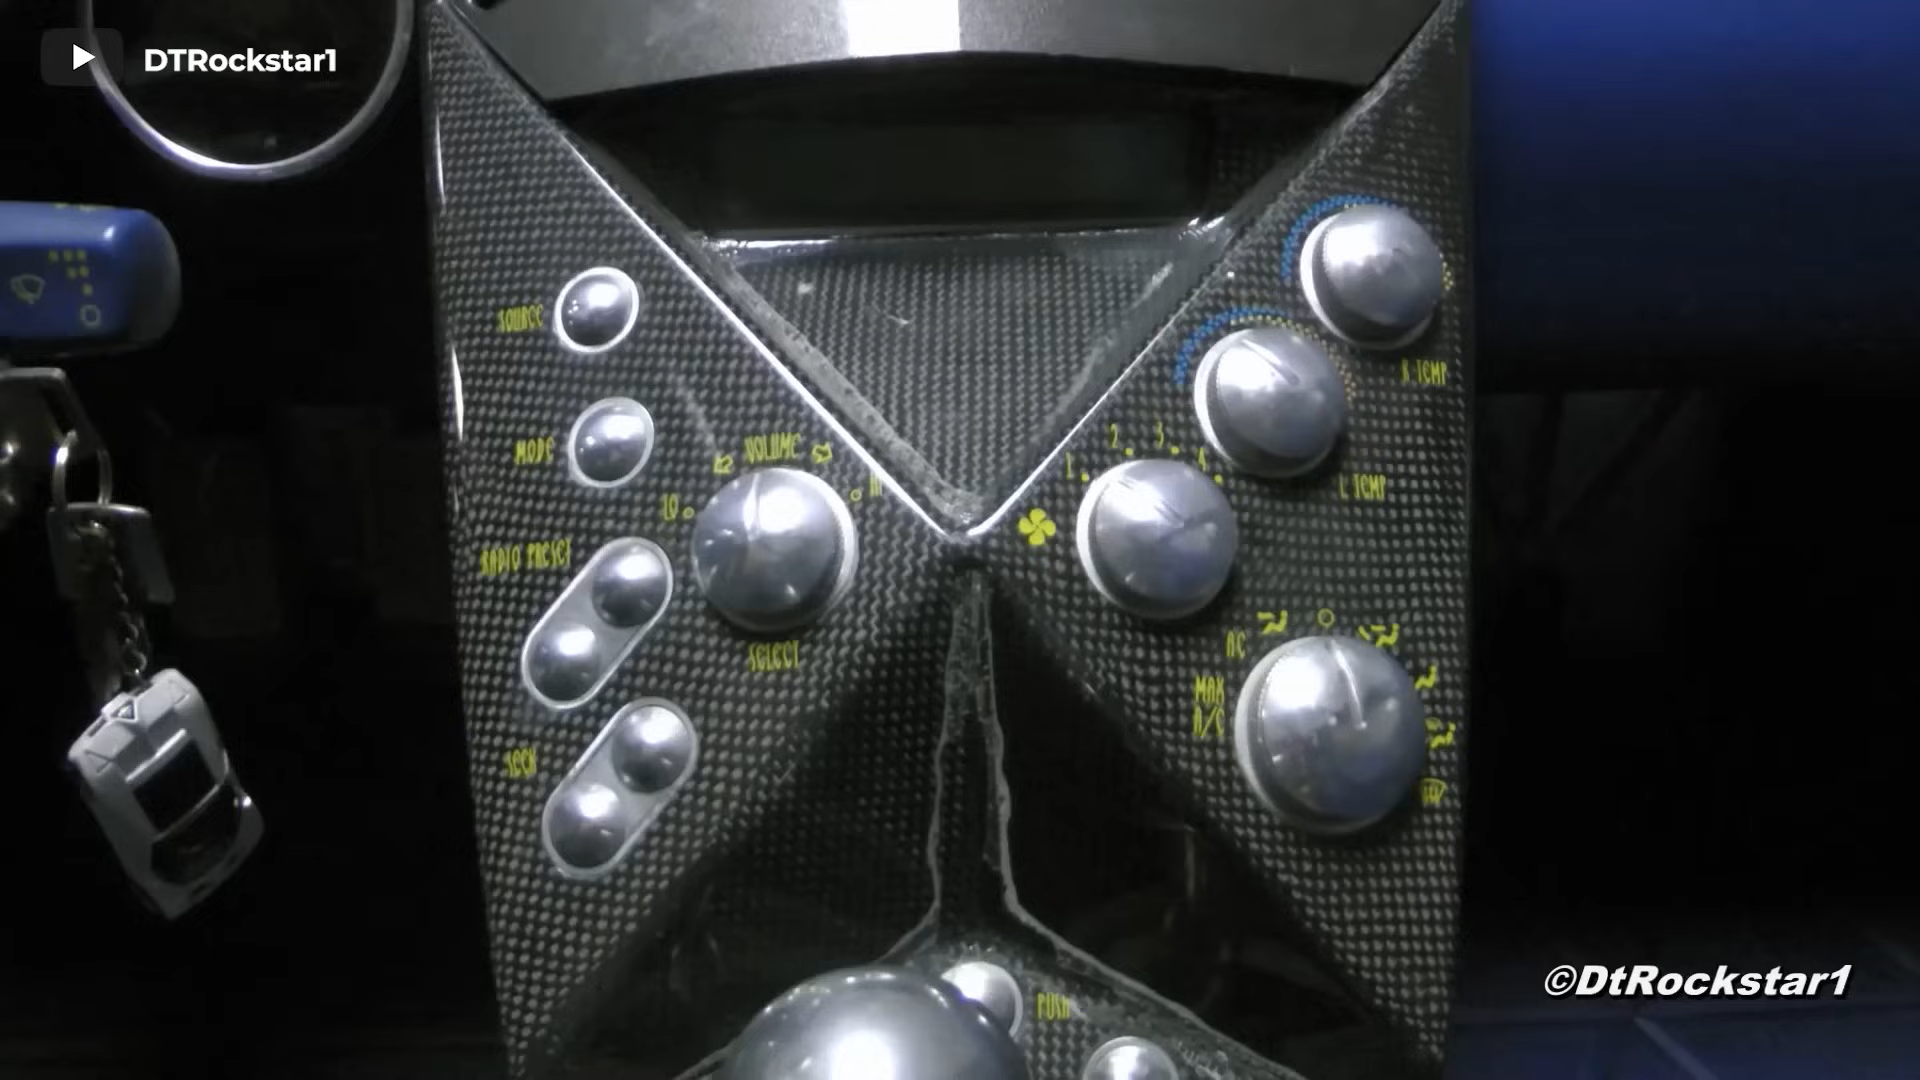 DTRockstar1
SOURCE
MODE
VOLUME
LO
HI
RADIO PRESET
SELECT
SEEK
R TEMP
L TEMP
1 2 3 4
AC
MAX
A/C
PUSH
©DtRockstar1